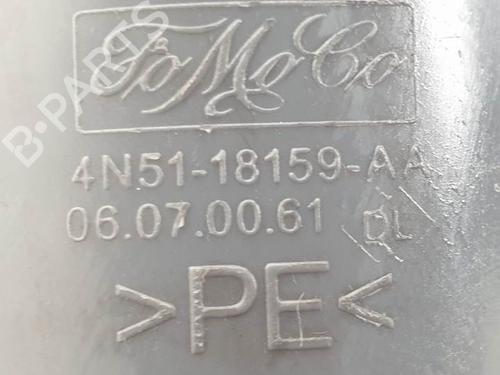 FoMoCo
B-PARTS
4N51-18159-AA
06.07.00.61 DL
>PE<